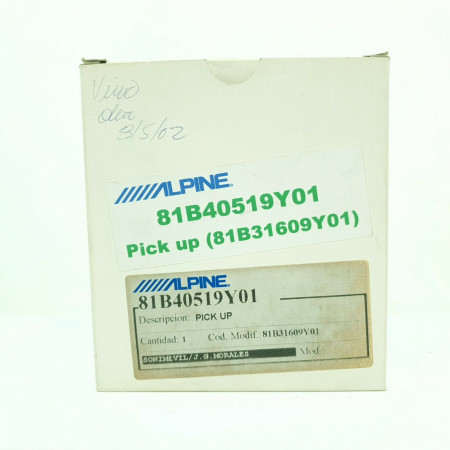 Vino
dia
3/5/02
ALPINE.
81B40519Y01
Pick up (81B31609Y01)
ALPINE.
81B40519Y01
Descripcion: PICK UP
Cantidad: 1 Cod. Modif.: 81B31609Y01
SONIMOVIL/J.G.MORALES Mod.: